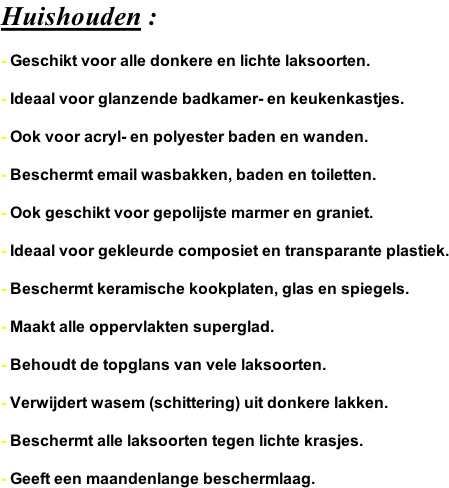 Huishouden :
- Geschikt voor alle donkere en lichte laksoorten.
- Ideaal voor glanzende badkamer- en keukenkastjes.
- Ook voor acryl- en polyester baden en wanden.
- Beschermt email wasbakken, baden en toiletten.
- Ook geschikt voor gepolijste marmer en graniet.
- Ideaal voor gekleurde composiet en transparante plastiek.
- Beschermt keramische kookplaten, glas en spiegels.
- Maakt alle oppervlakten superglad.
- Behoudt de topglans van vele laksoorten.
- Verwijdert wasem (schittering) uit donkere lakken.
- Beschermt alle laksoorten tegen lichte krasjes.
- Geeft een maandenlange beschermlaag.